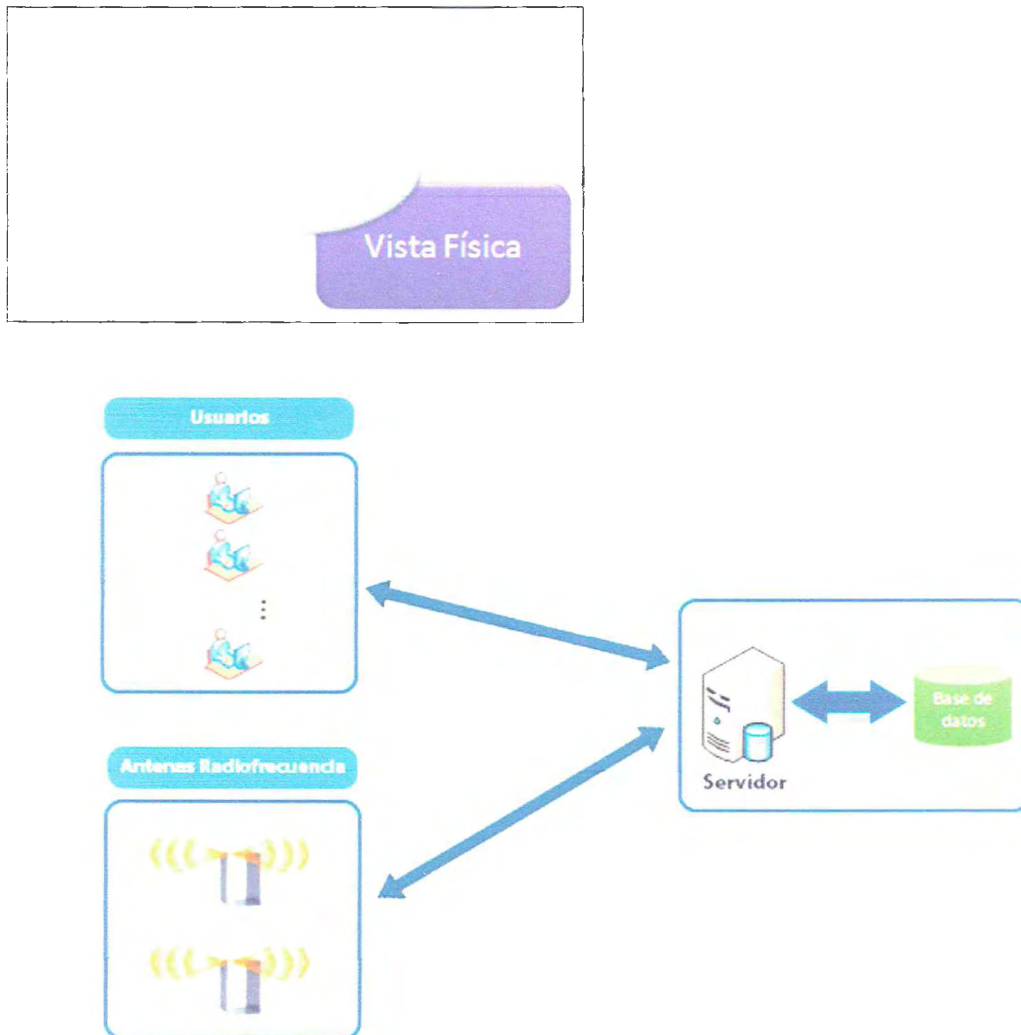 Vista Física
Usuarios
Base de
datos
Servidor
Antenas Radiofrecuencia